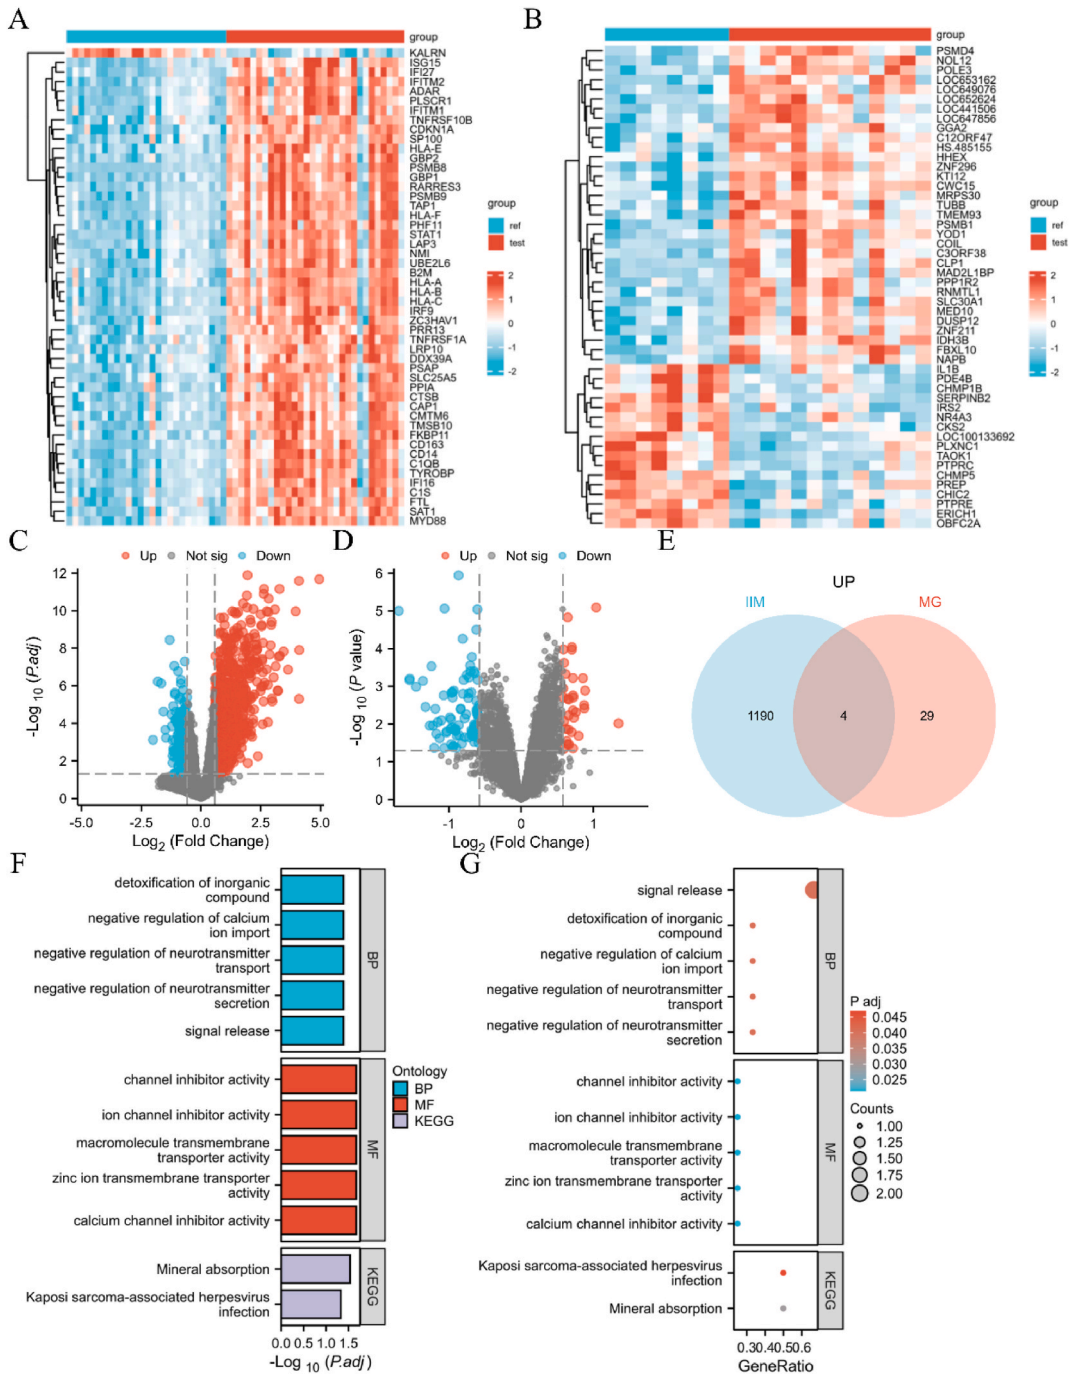 A
group
KALRN
ISG15
IFI27
IFITM2
ADAR
PLSCR1
IFITM1
TNFRSF10B
CDKN1A
SP100
HLA-E
GBP2
PSMB8
GBP1
RARRES3
PSMB9
TAP1
HLA-F
PHF11
STAT1
LAP3
NMI
UBE2L6
B2M
HLA-A
HLA-B
HLA-C
IRF9
ZC3HAV1
PRR13
TNFRSF1A
LRP10
DDX39A
PSAP
SLC25A5
PPIA
CTSB
CAP1
CMTM6
TMSB10
FKBP11
CD163
CD14
C1QB
TYROBP
IFI16
C1S
FTL
SAT1
MYD88
group
ref
test
2
1
0
-1
-2
B
group
PSMD4
NOL12
POLE3
LOC653162
LOC649076
LOC652624
LOC441506
LOC647856
GGA2
C12ORF47
HS.485155
HHEX
ZNF296
KTI12
CWC15
MRPS30
TUBB
TMEM93
PSMB1
YOD1
COIL
C3ORF38
CLP1
MAD2L1BP
PPP1R2
RNMTL1
SLC30A1
MED10
DUSP12
ZNF211
IDH3B
FBXL10
NAPB
IL1B
PDE4B
CHMP1B
SERPINB2
IRS2
NR4A3
CKS2
LOC100133692
PLXNC1
TAOK1
PTPRC
CHMP5
PREP
CHIC2
PTPRE
ERICH1
OBFC2A
group
ref
test
2
1
0
-1
-2
C
Up Not sig Down
12
10
8
6
4
2
0
-Log 10 (P.adj)
-5.0 -2.5 0.0 2.5 5.0
Log2 (Fold Change)
D
Up Not sig Down
6
5
4
3
2
1
0
-Log 10 (P value)
-1 0 1
Log2 (Fold Change)
E
UP
IIM MG
1190 4 29
F
detoxification of inorganic
compound
negative regulation of calcium
ion import
negative regulation of neurotransmitter
transport
negative regulation of neurotransmitter
secretion
signal release
BP
channel inhibitor activity
ion channel inhibitor activity
macromolecule transmembrane
transporter activity
zinc ion transmembrane transporter
activity
calcium channel inhibitor activity
MF
Mineral absorption
Kaposi sarcoma-associated herpesvirus
infection
KEGG
0.0 0.5 1.0 1.5
-Log 10 (P.adj)
Ontology
BP
MF
KEGG
G
signal release
detoxification of inorganic
compound
negative regulation of calcium
ion import
negative regulation of neurotransmitter
transport
negative regulation of neurotransmitter
secretion
BP
channel inhibitor activity
ion channel inhibitor activity
macromolecule transmembrane
transporter activity
zinc ion transmembrane transporter
activity
calcium channel inhibitor activity
MF
Kaposi sarcoma-associated herpesvirus
infection
Mineral absorption
KEGG
0.30.40.50.6
GeneRatio
P adj
0.045
0.040
0.035
0.030
0.025
Counts
1.00
1.25
1.50
1.75
2.00